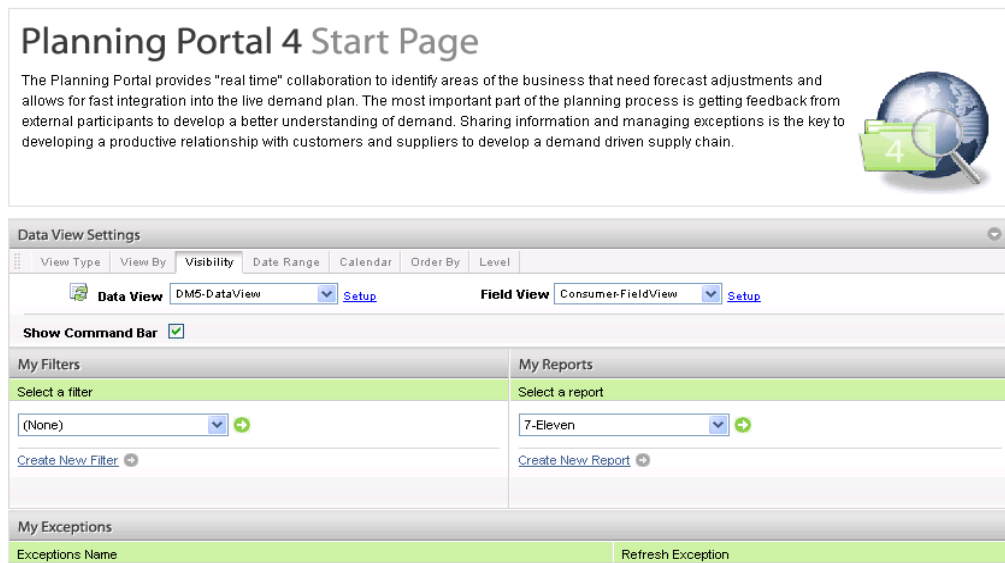 Planning Portal 4 Start Page
The Planning Portal provides "real time" collaboration to identify areas of the business that need forecast adjustments and
allows for fast integration into the live demand plan. The most important part of the planning process is getting feedback from
external participants to develop a better understanding of demand. Sharing information and managing exceptions is the key to
developing a productive relationship with customers and suppliers to develop a demand driven supply chain.
4
Data View Settings
View Type View By Visibility Date Range Calendar Order By Level
Data View DM5-DataView Setup Field View Consumer-FieldView Setup
Show Command Bar
My Filters My Reports
Select a filter Select a report
(None) 7-Eleven
Create New Filter Create New Report
My Exceptions
Exceptions Name Refresh Exception